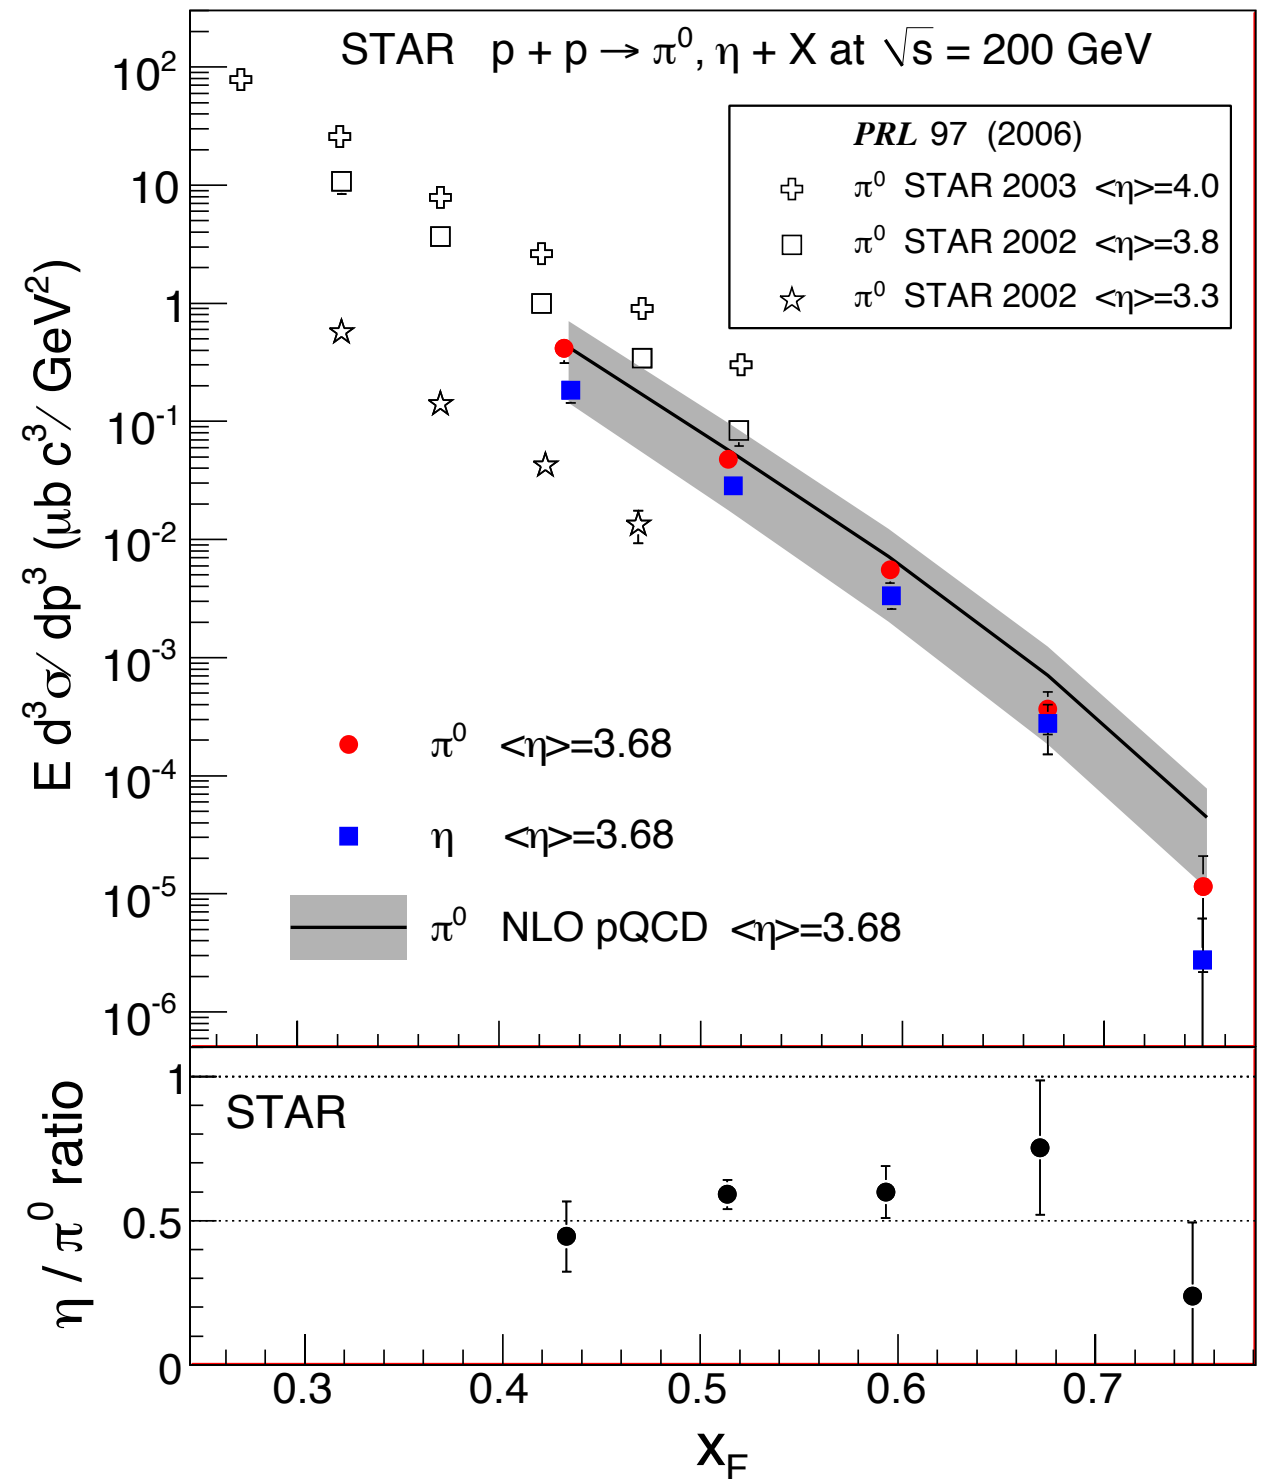 STAR p + p → π⁰, η + X at √s = 200 GeV
PRL 97 (2006)
π⁰ STAR 2003 <η>=4.0
π⁰ STAR 2002 <η>=3.8
π⁰ STAR 2002 <η>=3.3
E d³σ/ dp³ (μb c³/ GeV²)
10²
10
1
10⁻¹
10⁻²
10⁻³
10⁻⁴
10⁻⁵
10⁻⁶
π⁰ <η>=3.68
η <η>=3.68
π⁰ NLO pQCD <η>=3.68
η / π⁰ ratio
1
0.5
0
STAR
0.3 0.4 0.5 0.6 0.7
x_F